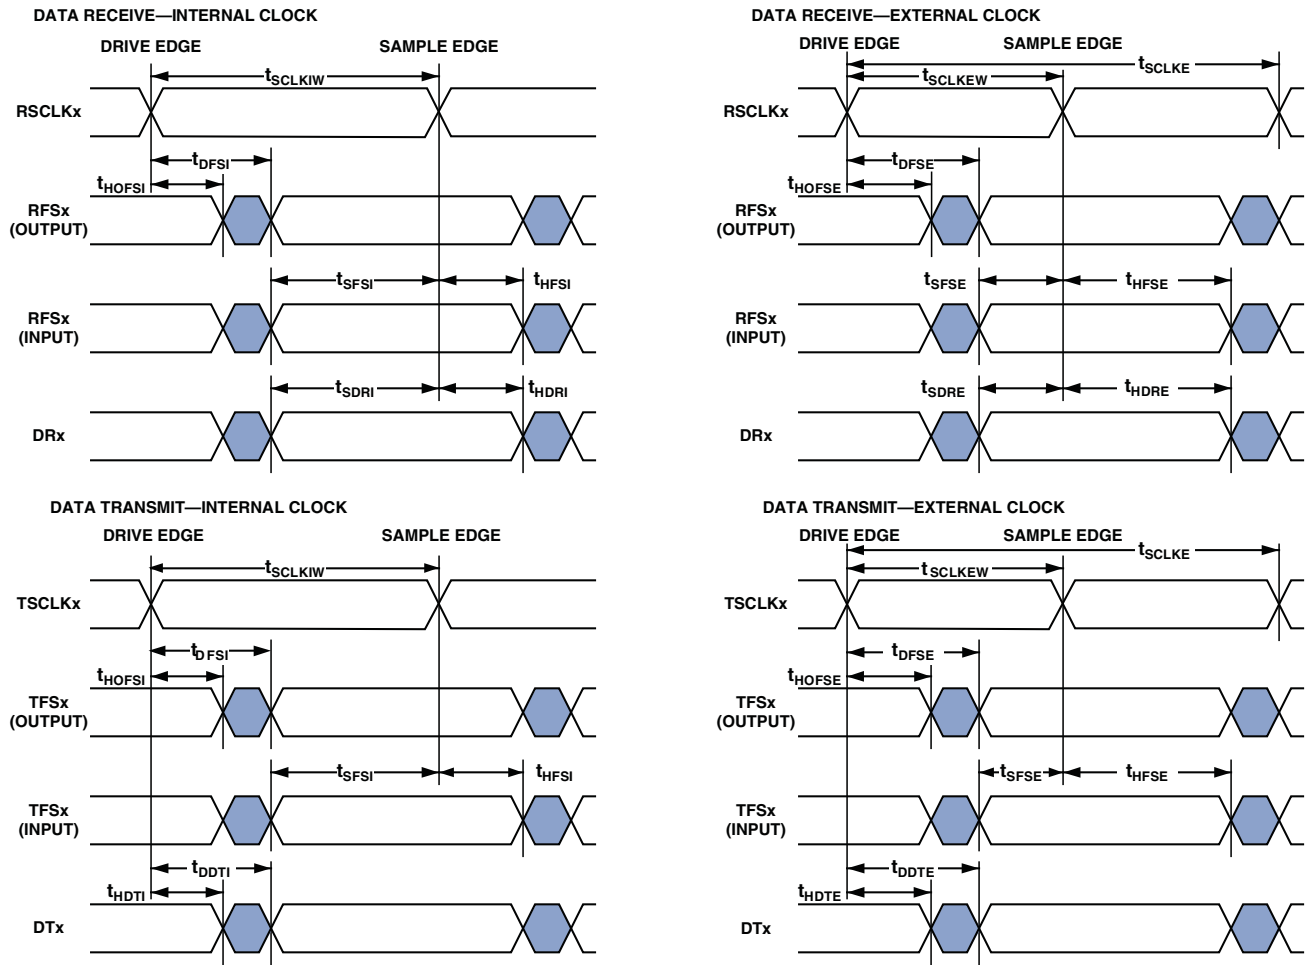 DATA RECEIVE—INTERNAL CLOCK
DRIVE EDGE
SAMPLE EDGE
tSCLKIW
RSCLKx
tDFSI
tHOFSI
RFSx
(OUTPUT)
tSFSI
tHFSI
RFSx
(INPUT)
tSDRI
tHDRI
DRx
DATA RECEIVE—EXTERNAL CLOCK
DRIVE EDGE
SAMPLE EDGE
tSCLKE
tSCLKEW
RSCLKx
tDFSE
tHOFSE
RFSx
(OUTPUT)
tSFSE
tHFSE
RFSx
(INPUT)
tSDRE
tHDRE
DRx
DATA TRANSMIT—INTERNAL CLOCK
DRIVE EDGE
SAMPLE EDGE
tSCLKIW
TSCLKx
tDFSI
tHOFSI
TFSx
(OUTPUT)
tSFSI
tHFSI
TFSx
(INPUT)
tDDTI
tHDTI
DTx
DATA TRANSMIT—EXTERNAL CLOCK
DRIVE EDGE
SAMPLE EDGE
tSCLKE
tSCLKEW
TSCLKx
tDFSE
tHOFSE
TFSx
(OUTPUT)
tSFSE
tHFSE
TFSx
(INPUT)
tDDTE
tHDTE
DTx